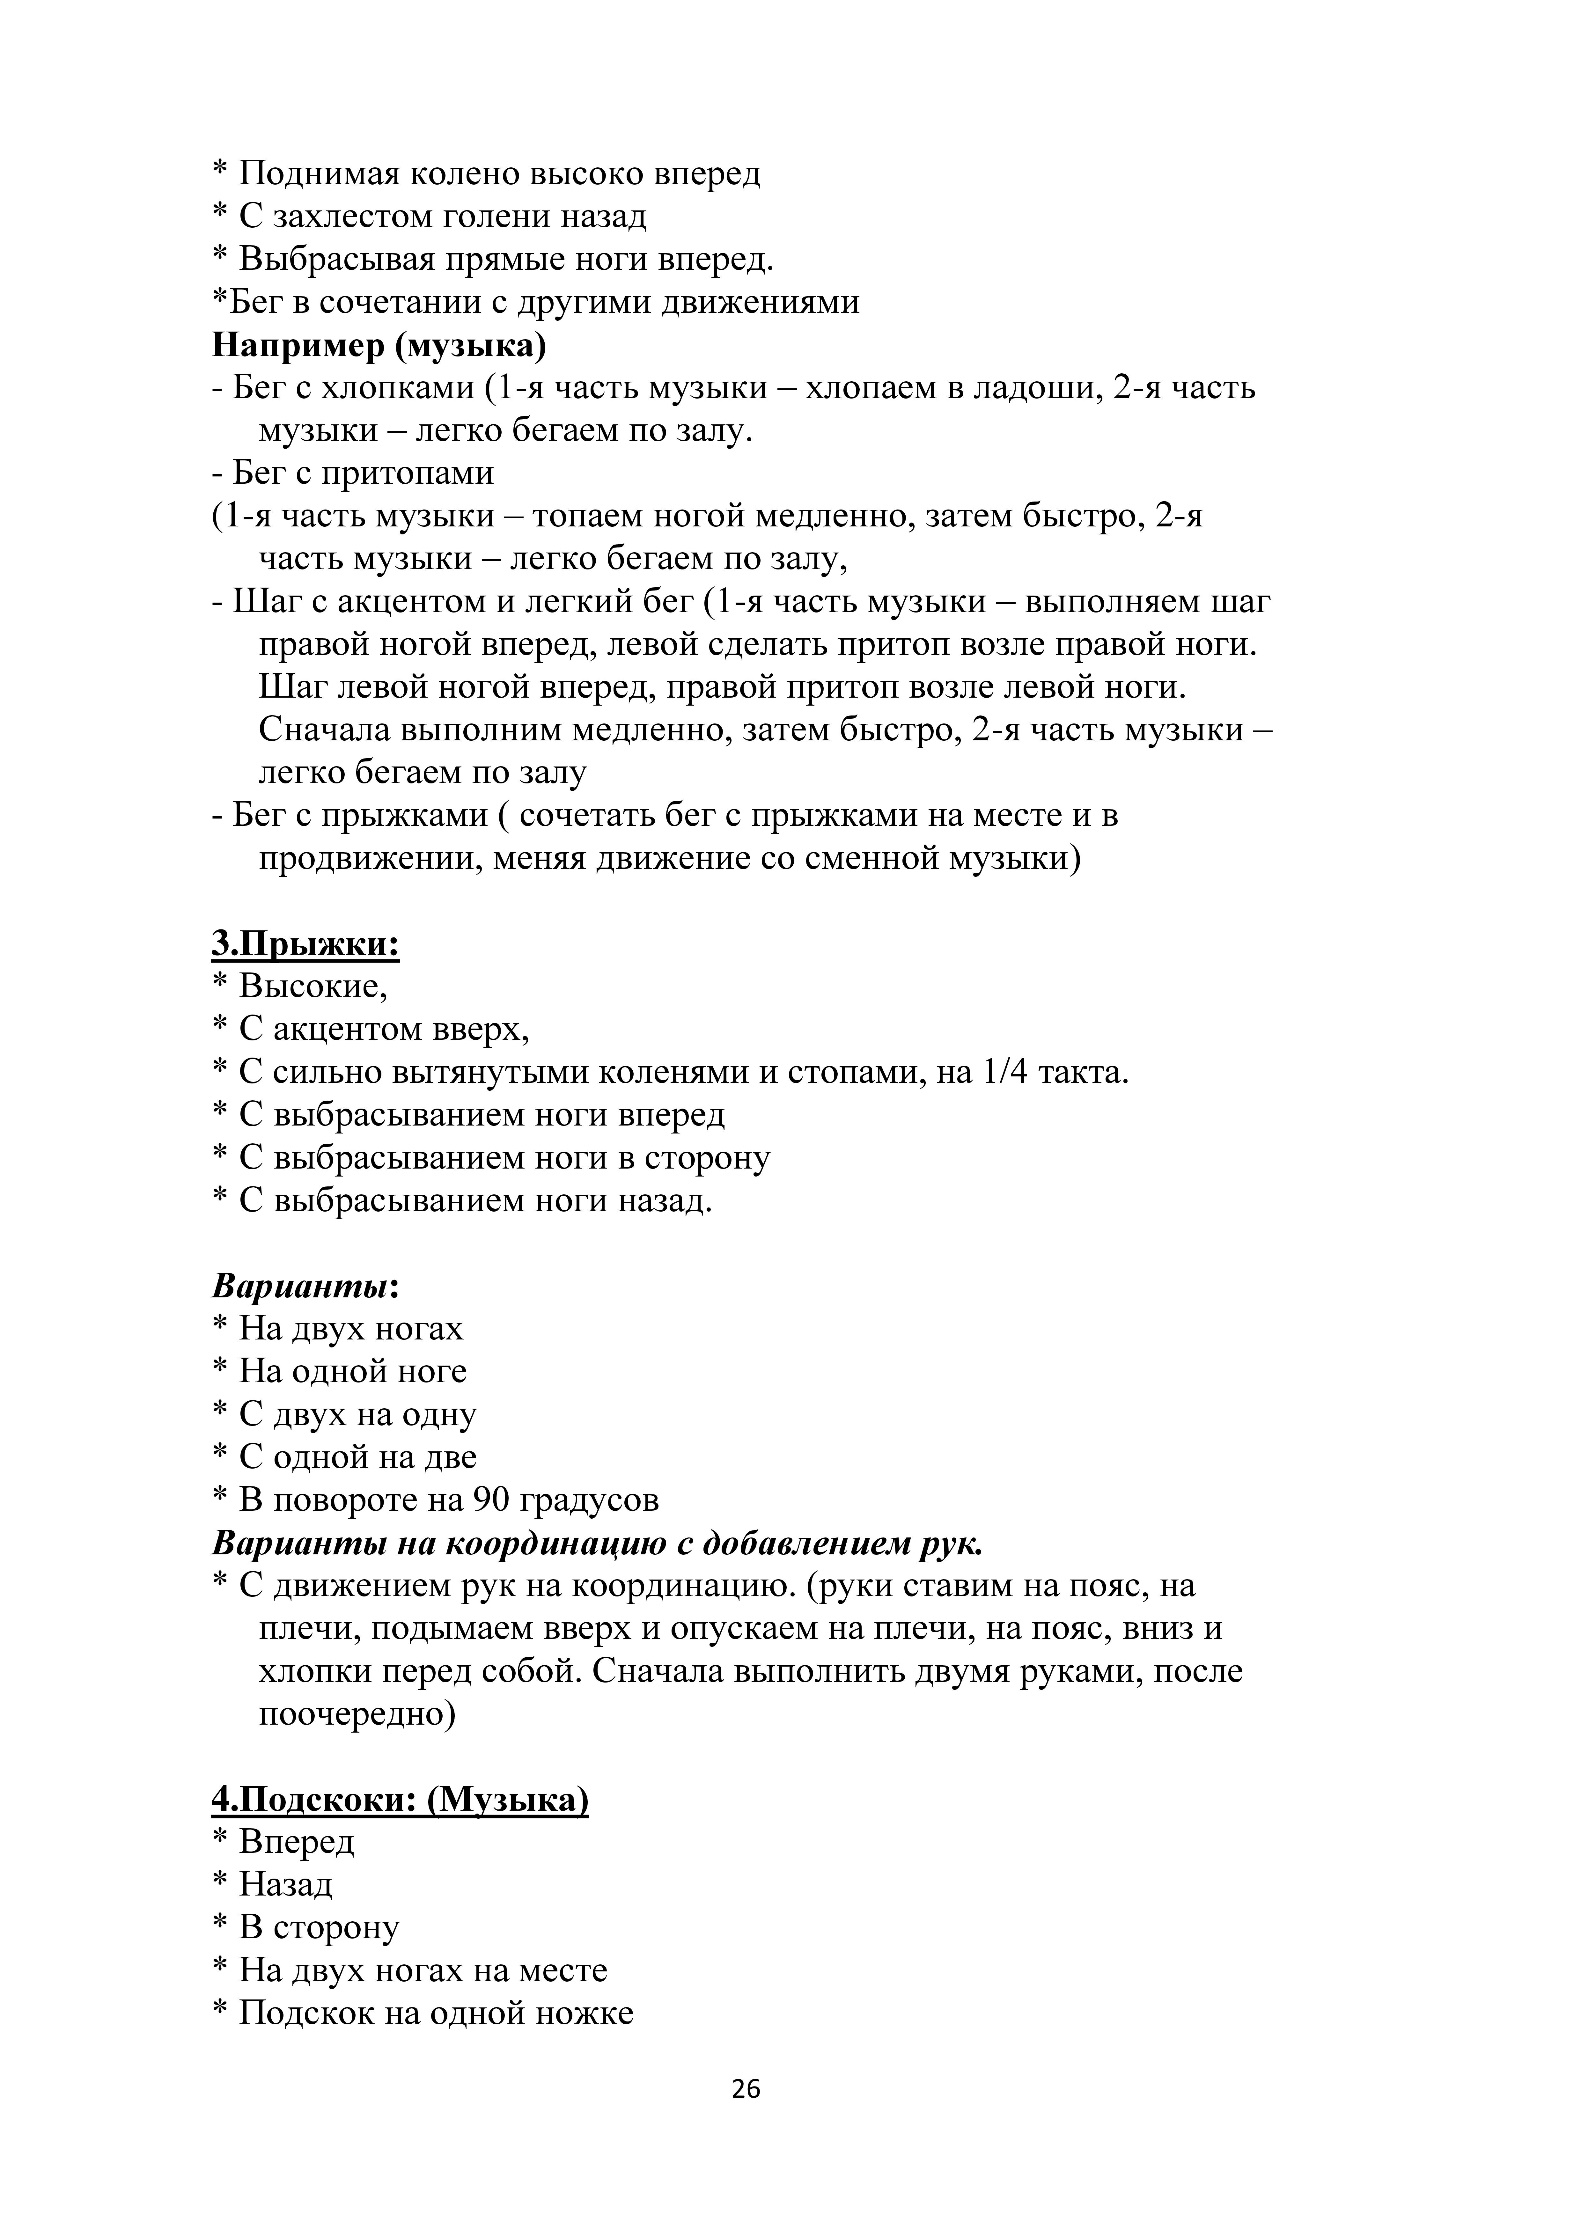 * Поднимая колено высоко вперед
* С захлестом голени назад
* Выбрасывая прямые ноги вперед.
*Бег в сочетании с другими движениями
Например (музыка)
- Бег с хлопками (1-я часть музыки – хлопаем в ладоши, 2-я часть
музыки – легко бегаем по залу.
- Бег с притопами
(1-я часть музыки – топаем ногой медленно, затем быстро, 2-я
часть музыки – легко бегаем по залу,
- Шаг с акцентом и легкий бег (1-я часть музыки – выполняем шаг
правой ногой вперед, левой сделать притоп возле правой ноги.
Шаг левой ногой вперед, правой притоп возле левой ноги.
Сначала выполним медленно, затем быстро, 2-я часть музыки –
легко бегаем по залу
- Бег с прыжками ( сочетать бег с прыжками на месте и в
продвижении, меняя движение со сменной музыки)
3.Прыжки:
* Высокие,
* С акцентом вверх,
* С сильно вытянутыми коленями и стопами, на 1/4 такта.
* С выбрасыванием ноги вперед
* С выбрасыванием ноги в сторону
* С выбрасыванием ноги назад.
Варианты:
* На двух ногах
* На одной ноге
* С двух на одну
* С одной на две
* В повороте на 90 градусов
Варианты на координацию с добавлением рук.
* С движением рук на координацию. (руки ставим на пояс, на
плечи, подымаем вверх и опускаем на плечи, на пояс, вниз и
хлопки перед собой. Сначала выполнить двумя руками, после
поочередно)
4.Подскоки: (Музыка)
* Вперед
* Назад
* В сторону
* На двух ногах на месте
* Подскок на одной ножке
26